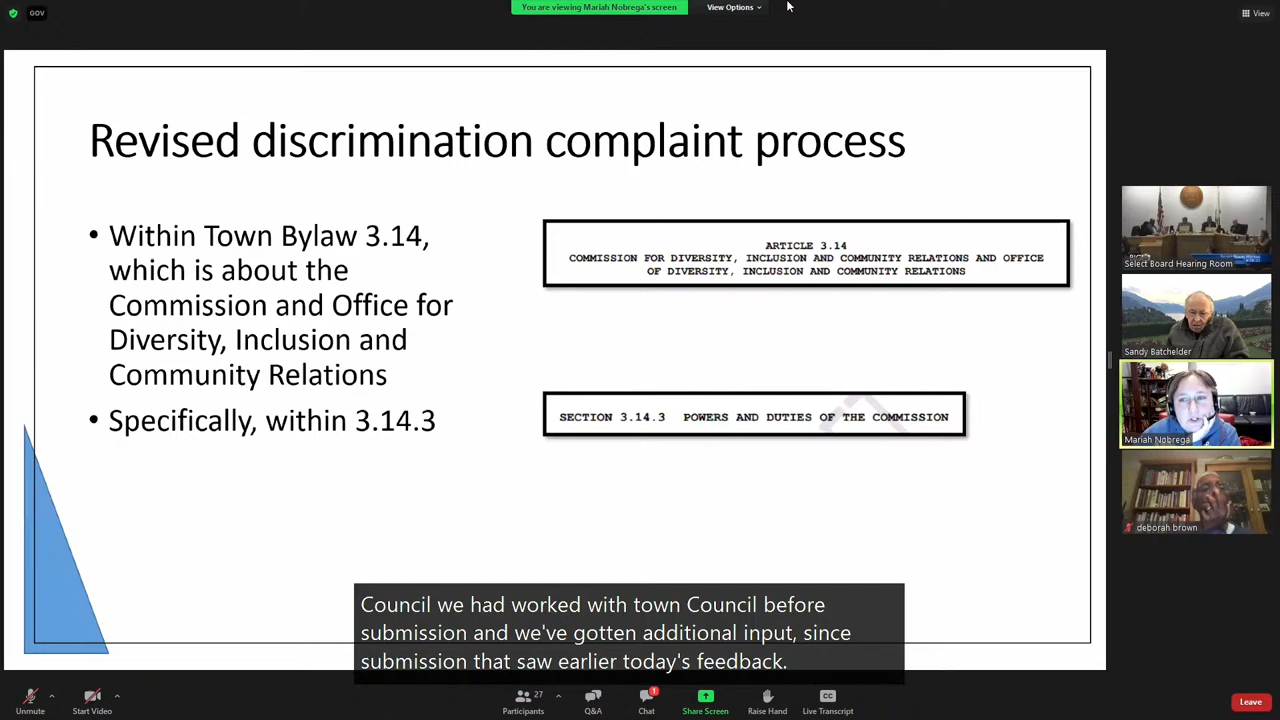 GOV
You are viewing Mariah Nobrega's screen
View Options
View
Revised discrimination complaint process
• Within Town Bylaw 3.14,
which is about the
Commission and Office for
Diversity, Inclusion and
Community Relations
• Specifically, within 3.14.3
ARTICLE 3.14
COMMISSION FOR DIVERSITY, INCLUSION AND COMMUNITY RELATIONS AND OFFICE
OF DIVERSITY, INCLUSION AND COMMUNITY RELATIONS
SECTION 3.14.3 POWERS AND DUTIES OF THE COMMISSION
Select Board Hearing Room
Sandy Batchelder
Mariah Nobrega
deborah brown
Council we had worked with town Council before
submission and we've gotten additional input, since
submission that saw earlier today's feedback.
Unmute
Start Video
27
Participants
Q&A
1
Chat
Share Screen
Raise Hand
CC
Live Transcript
Leave